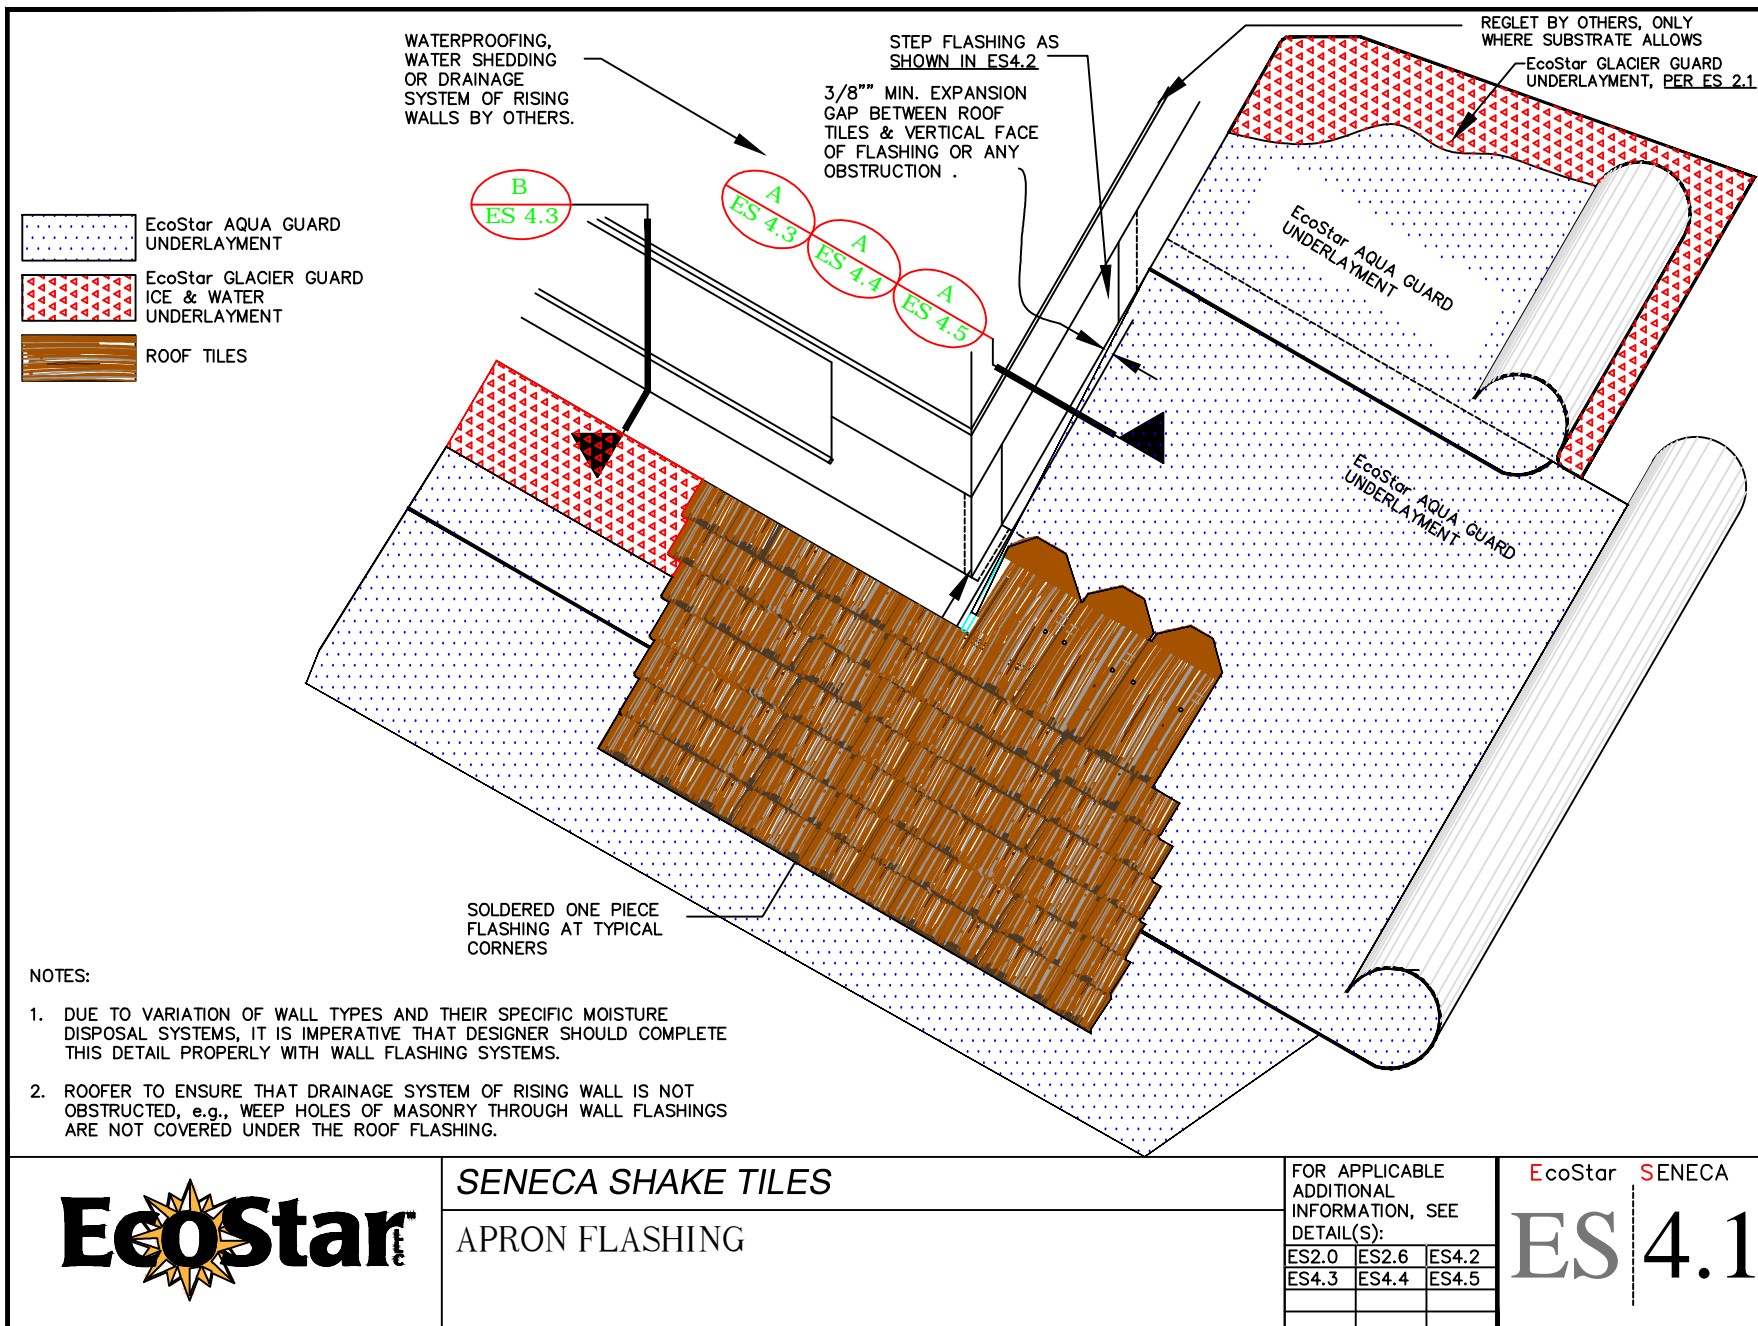 WATERPROOFING,
WATER SHEDDING
OR DRAINAGE
SYSTEM OF RISING
WALLS BY OTHERS.
STEP FLASHING AS
SHOWN IN ES4.2
3/8"" MIN. EXPANSION
GAP BETWEEN ROOF
TILES & VERTICAL FACE
OF FLASHING OR ANY
OBSTRUCTION .
REGLET BY OTHERS, ONLY
WHERE SUBSTRATE ALLOWS
EcoStar GLACIER GUARD
UNDERLAYMENT, PER ES 2.1
B
ES 4.3
A
ES 4.3
A
ES 4.4
A
ES 4.5
EcoStar AQUA GUARD
UNDERLAYMENT
EcoStar GLACIER GUARD
ICE & WATER
UNDERLAYMENT
ROOF TILES
EcoStar AQUA GUARD
UNDERLAYMENT
EcoStar AQUA GUARD
UNDERLAYMENT
SOLDERED ONE PIECE
FLASHING AT TYPICAL
CORNERS
NOTES:
1. DUE TO VARIATION OF WALL TYPES AND THEIR SPECIFIC MOISTURE
DISPOSAL SYSTEMS, IT IS IMPERATIVE THAT DESIGNER SHOULD COMPLETE
THIS DETAIL PROPERLY WITH WALL FLASHING SYSTEMS.
2. ROOFER TO ENSURE THAT DRAINAGE SYSTEM OF RISING WALL IS NOT
OBSTRUCTED, e.g., WEEP HOLES OF MASONRY THROUGH WALL FLASHINGS
ARE NOT COVERED UNDER THE ROOF FLASHING.
EcoStar
SENECA SHAKE TILES
APRON FLASHING
FOR APPLICABLE
ADDITIONAL
INFORMATION, SEE
DETAIL(S):
ES2.0 ES2.6 ES4.2
ES4.3 ES4.4 ES4.5
EcoStar SENECA
ES 4.1